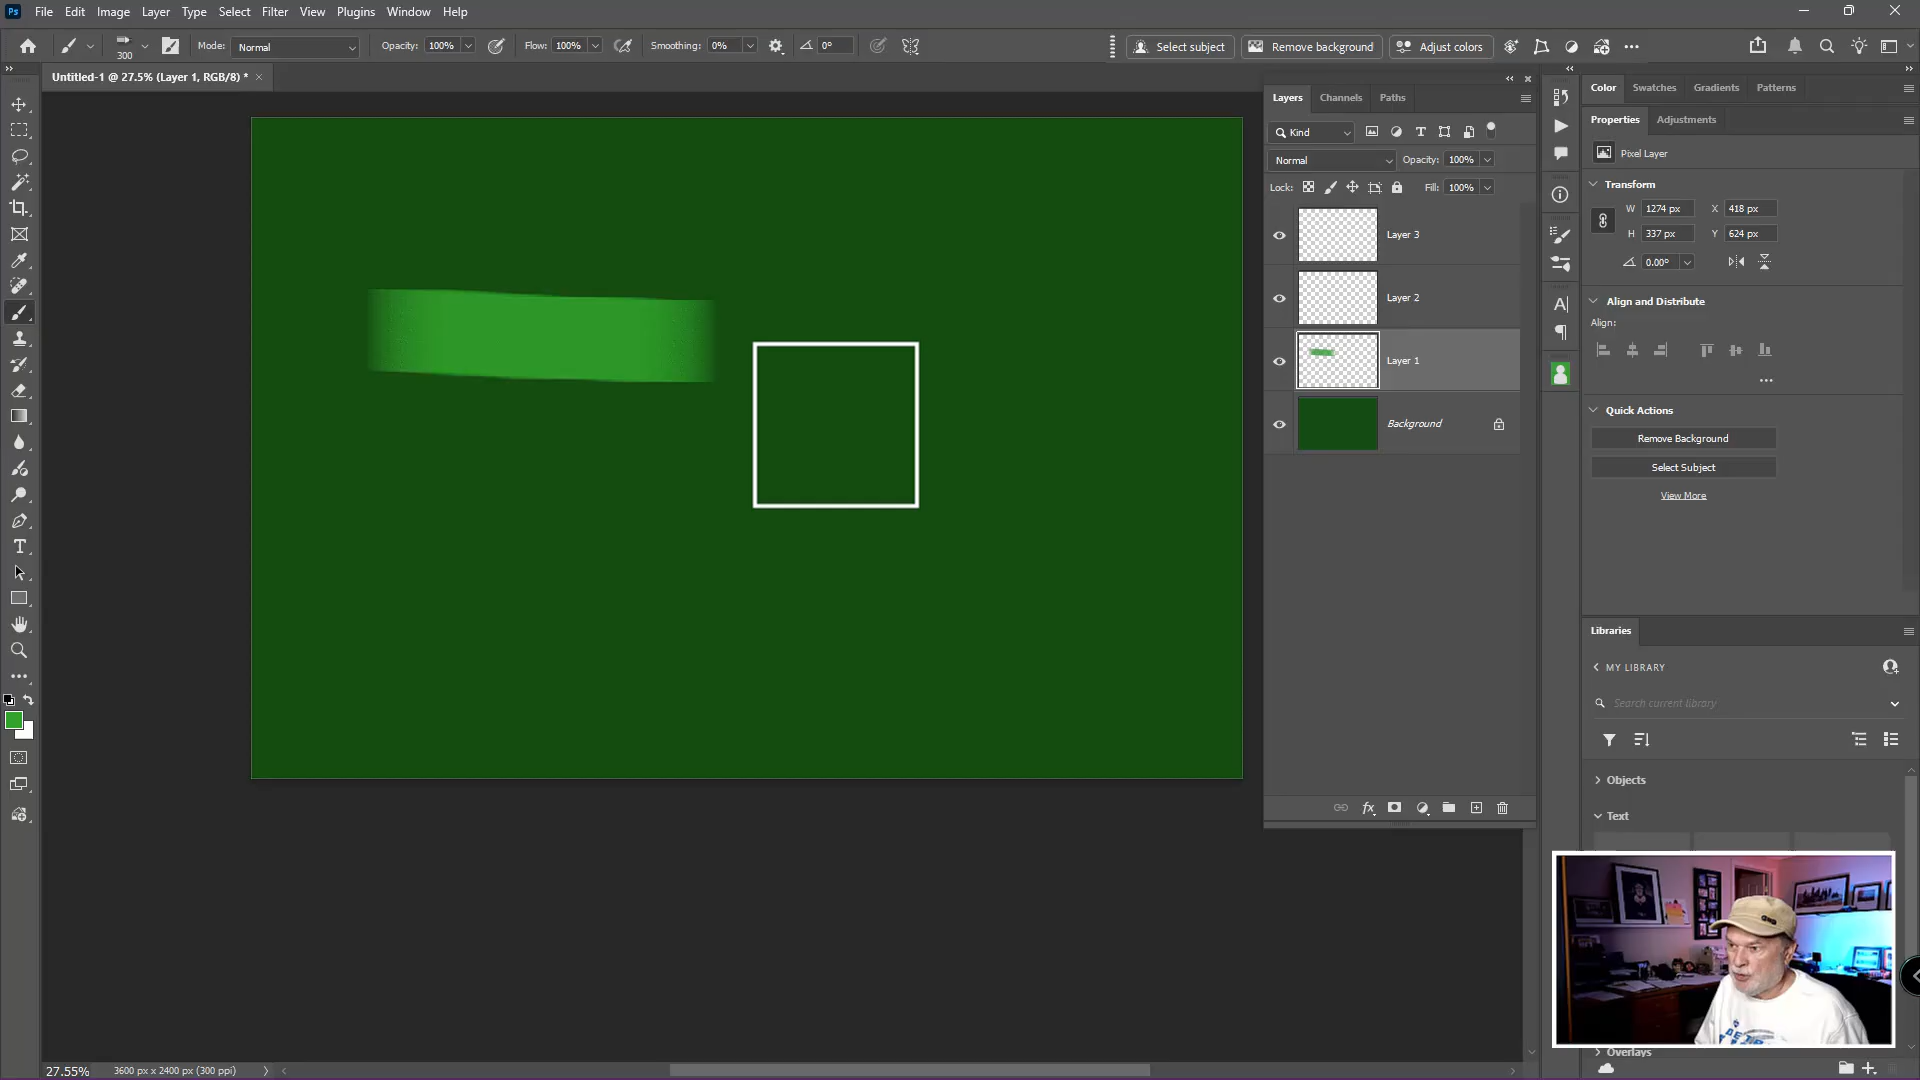 Ps File Edit Image Layer Type Select Filter View Plugins Window Help
300 Mode: Normal Opacity: 100% Flow: 100% Smoothing: 0% 0° Select subject Remove background Adjust colors
Untitled-1 @ 27.5% (Layer 1, RGB/8) *
Layers Channels Paths
Kind
Normal Opacity: 100%
Lock: Fill: 100%
Layer 3
Layer 2
Layer 1
Background
Color Swatches Gradients Patterns
Properties Adjustments
Pixel Layer
Transform
W 1274 px X 418 px
H 337 px Y 624 px
0.00°
Align and Distribute
Align:
Quick Actions
Remove Background
Select Subject
View More
Libraries
MY LIBRARY
Search current library
Objects
Text
Overlays
27.55% 3600 px x 2400 px (300 ppi)